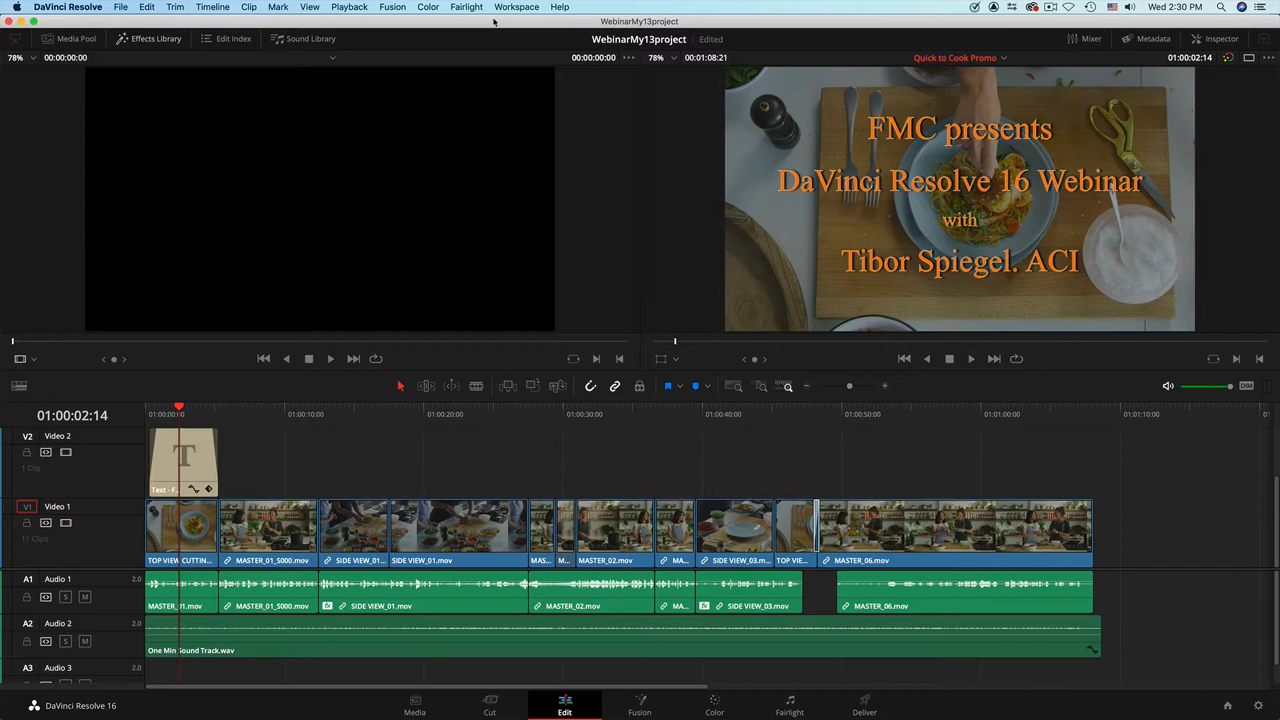 DaVinci Resolve File Edit Trim Timeline Clip Mark View Playback Fusion Color Fairlight Workspace Help Wed 2:30 PM
WebinarMy13project
Media Pool Effects Library Edit Index Sound Library WebinarMy13project Edited Mixer Metadata Inspector
78% 00:00:00:00 00:00:00:00 78% 00:01:08:21 Quick to Cook Promo 01:00:02:14
FMC presents
DaVinci Resolve 16 Webinar
with
Tibor Spiegel. ACI
DIM
01:00:02:14 01:00:00:00 01:00:10:00 01:00:20:00 01:00:30:00 01:00:40:00 01:00:50:00 01:01:00:00 01:01:10:00
V2 Video 2
1 Clip
T
Text - F...
V1 Video 1
11 Clips
TOP VIEW CUTTIN... MASTER_01_S000.mov SIDE VIEW_01... SIDE VIEW_01.mov MAS... M... MASTER_02.mov MA... SIDE VIEW_03.m... TOP VIE... MASTER_06.mov
A1 Audio 1 2.0
S M
MASTER_01.mov MASTER_01_S000.mov fx SIDE VIEW_01.mov MASTER_02.mov MA... fx SIDE VIEW_03.mov MASTER_06.mov
A2 Audio 2 2.0
S M
One Min Sound Track.wav
A3 Audio 3 2.0
DaVinci Resolve 16 Media Cut Edit Fusion Color Fairlight Deliver